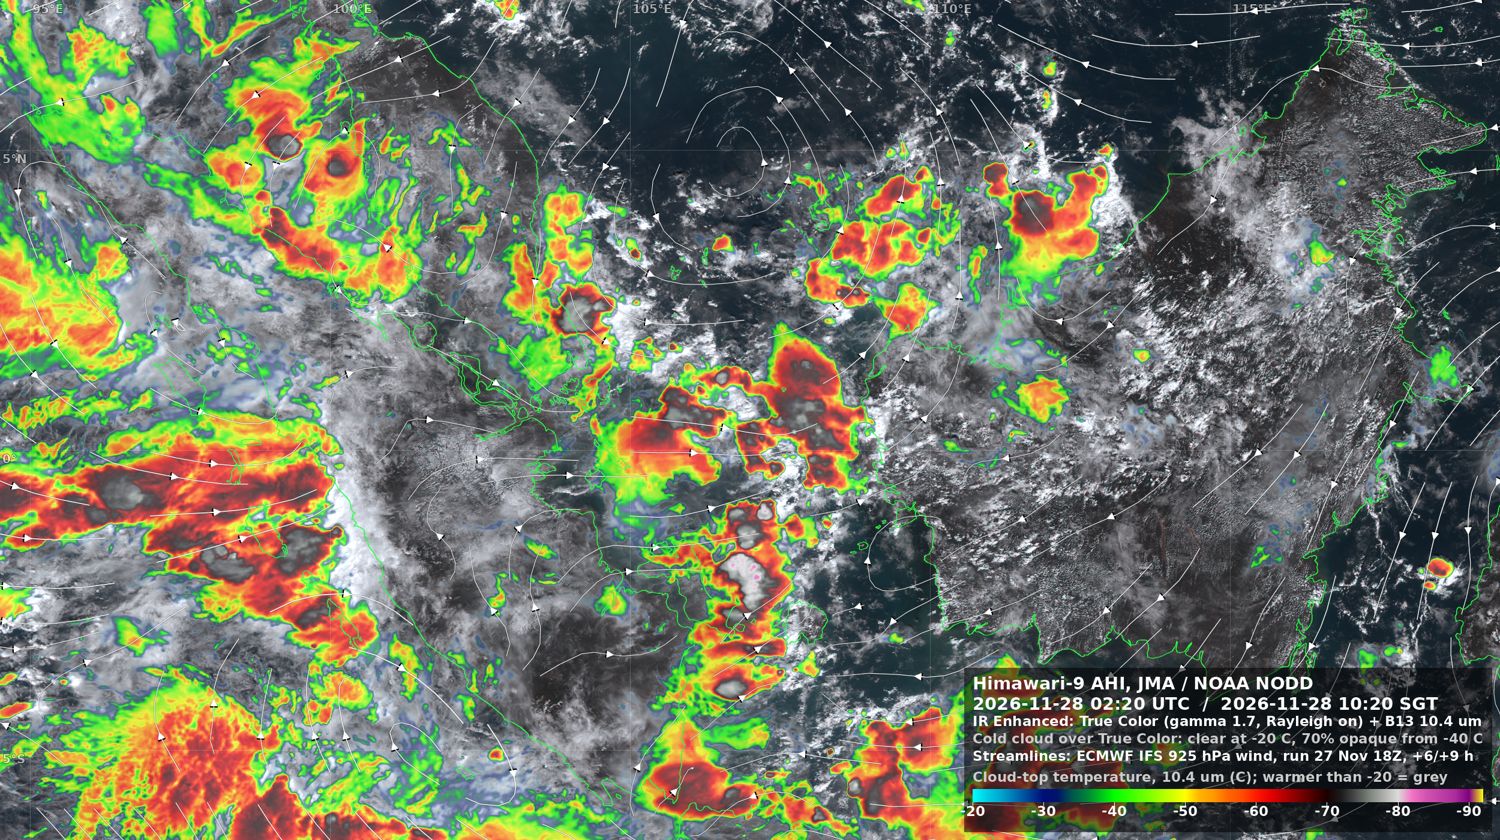 95°E
100°E
105°E
110°E
115°E
5°N
0°
5°S
Himawari-9 AHI, JMA / NOAA NODD
2026-11-28 02:20 UTC / 2026-11-28 10:20 SGT
IR Enhanced: True Color (gamma 1.7, Rayleigh on) + B13 10.4 um
Cold cloud over True Color: clear at -20 C, 70% opaque from -40 C
Streamlines: ECMWF IFS 925 hPa wind, run 27 Nov 18Z, +6/+9 h
Cloud-top temperature, 10.4 um (C); warmer than -20 = grey
-20 -30 -40 -50 -60 -70 -80 -90